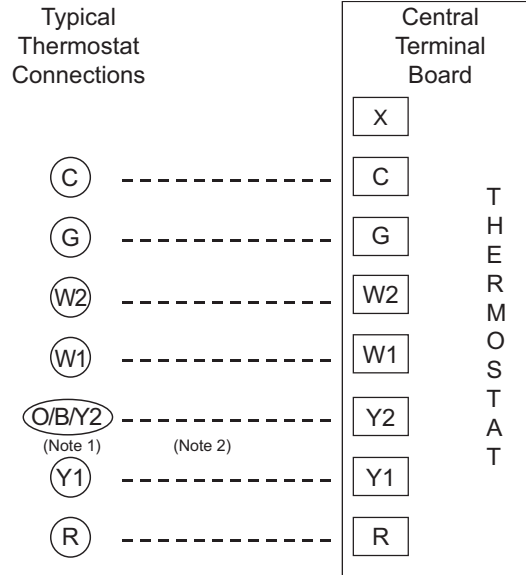 Typical
Thermostat
Connections
Central
Terminal
Board
X
C
C
G
G
W2
W2
W1
W1
O/B/Y2
Y2
(Note 1)
(Note 2)
Y1
Y1
R
R
THERMOSTAT